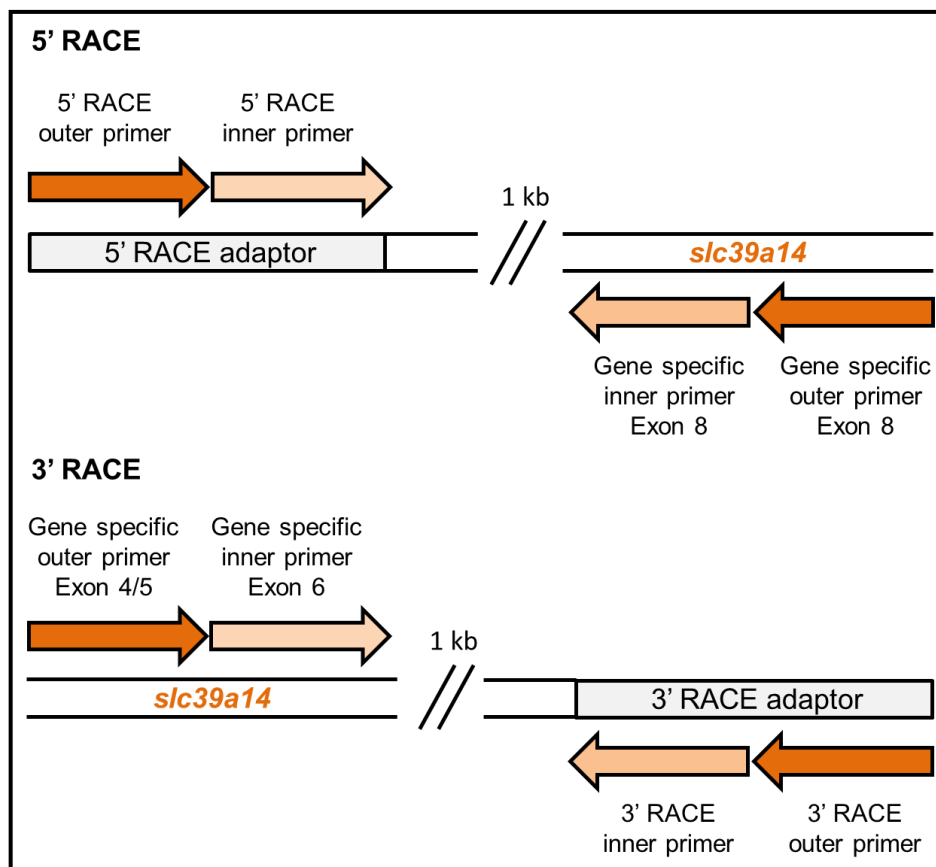 5’ RACE
5’ RACE
outer primer
5’ RACE
inner primer
1 kb
5’ RACE adaptor
slc39a14
Gene specific
inner primer
Exon 8
Gene specific
outer primer
Exon 8
3’ RACE
Gene specific
outer primer
Exon 4/5
Gene specific
inner primer
Exon 6
1 kb
slc39a14
3’ RACE adaptor
3’ RACE
inner primer
3’ RACE
outer primer